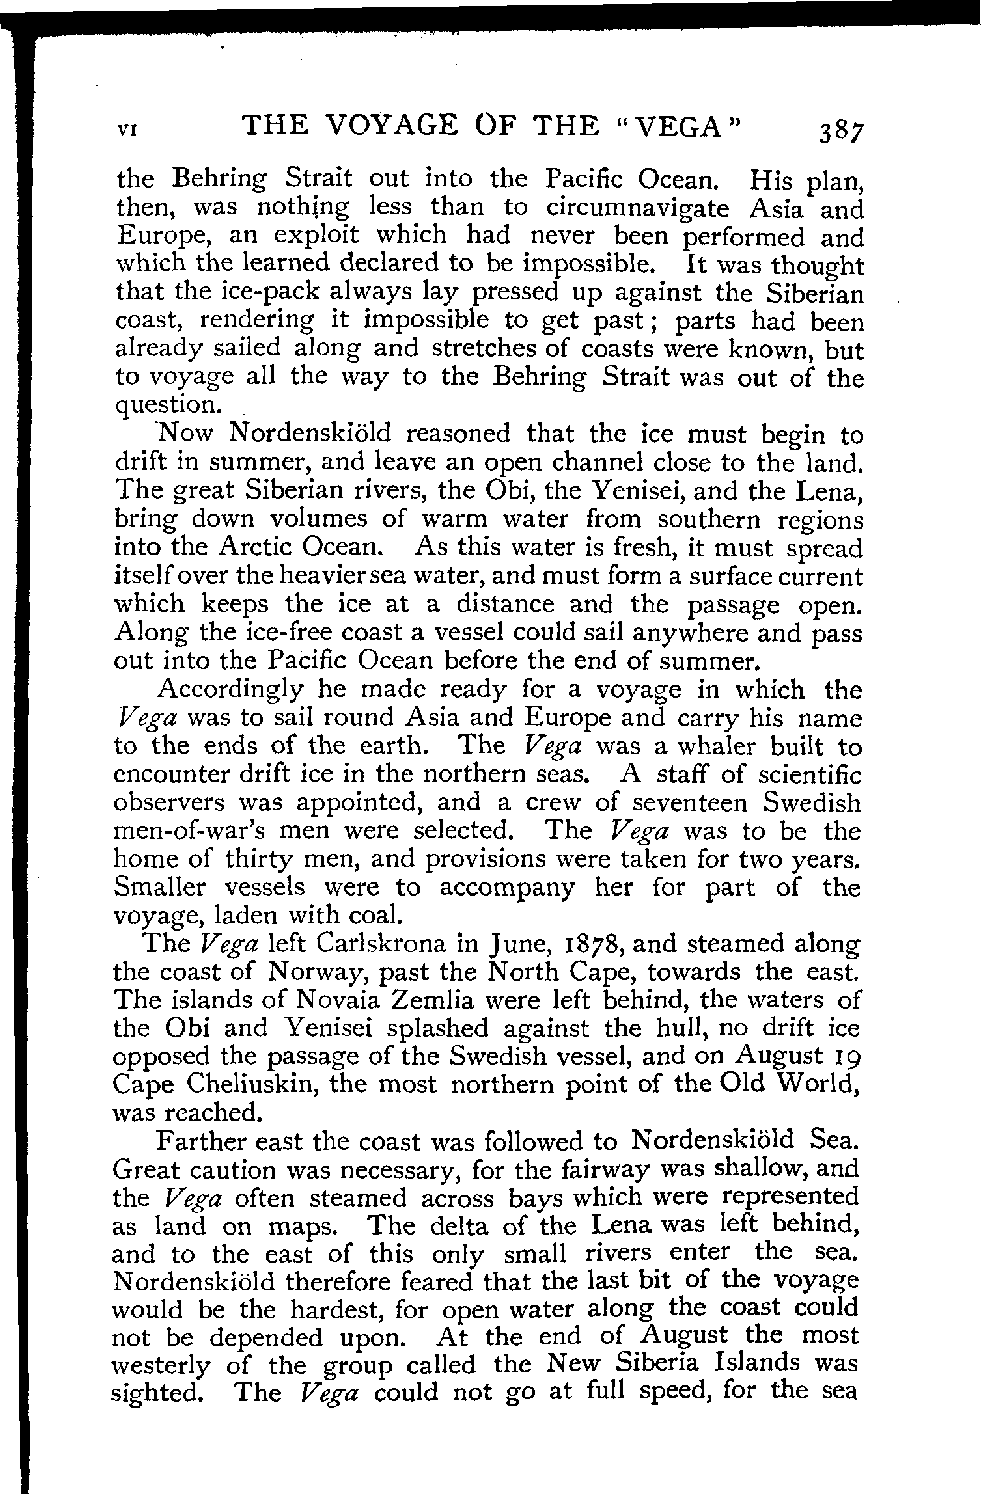 VI THE VOYAGE OF THE "VEGA" 387
the Behring Strait out into the Pacific Ocean. His plan,
then, was nothing less than to circumnavigate Asia and
Europe, an exploit which had never been performed and
which the learned declared to be impossible. It was thought
that the ice-pack always lay pressed up against the Siberian
coast, rendering it impossible to get past; parts had been
already sailed along and stretches of coasts were known, but
to voyage all the way to the Behring Strait was out of the
question.
Now Nordenskiöld reasoned that the ice must begin to
drift in summer, and leave an open channel close to the land.
The great Siberian rivers, the Obi, the Yenisei, and the Lena,
bring down volumes of warm water from southern regions
into the Arctic Ocean. As this water is fresh, it must spread
itself over the heavier sea water, and must form a surface current
which keeps the ice at a distance and the passage open.
Along the ice-free coast a vessel could sail anywhere and pass
out into the Pacific Ocean before the end of summer.
Accordingly he made ready for a voyage in which the
Vega was to sail round Asia and Europe and carry his name
to the ends of the earth. The Vega was a whaler built to
encounter drift ice in the northern seas. A staff of scientific
observers was appointed, and a crew of seventeen Swedish
men-of-war's men were selected. The Vega was to be the
home of thirty men, and provisions were taken for two years.
Smaller vessels were to accompany her for part of the
voyage, laden with coal.
The Vega left Carlskrona in June, 1878, and steamed along
the coast of Norway, past the North Cape, towards the east.
The islands of Novaia Zemlia were left behind, the waters of
the Obi and Yenisei splashed against the hull, no drift ice
opposed the passage of the Swedish vessel, and on August 19
Cape Cheliuskin, the most northern point of the Old World,
was reached.
Farther east the coast was followed to Nordenskiöld Sea.
Great caution was necessary, for the fairway was shallow, and
the Vega often steamed across bays which were represented
as land on maps. The delta of the Lena was left behind,
and to the east of this only small rivers enter the sea.
Nordenskiöld therefore feared that the last bit of the voyage
would be the hardest, for open water along the coast could
not be depended upon. At the end of August the most
westerly of the group called the New Siberia Islands was
sighted. The Vega could not go at full speed, for the sea